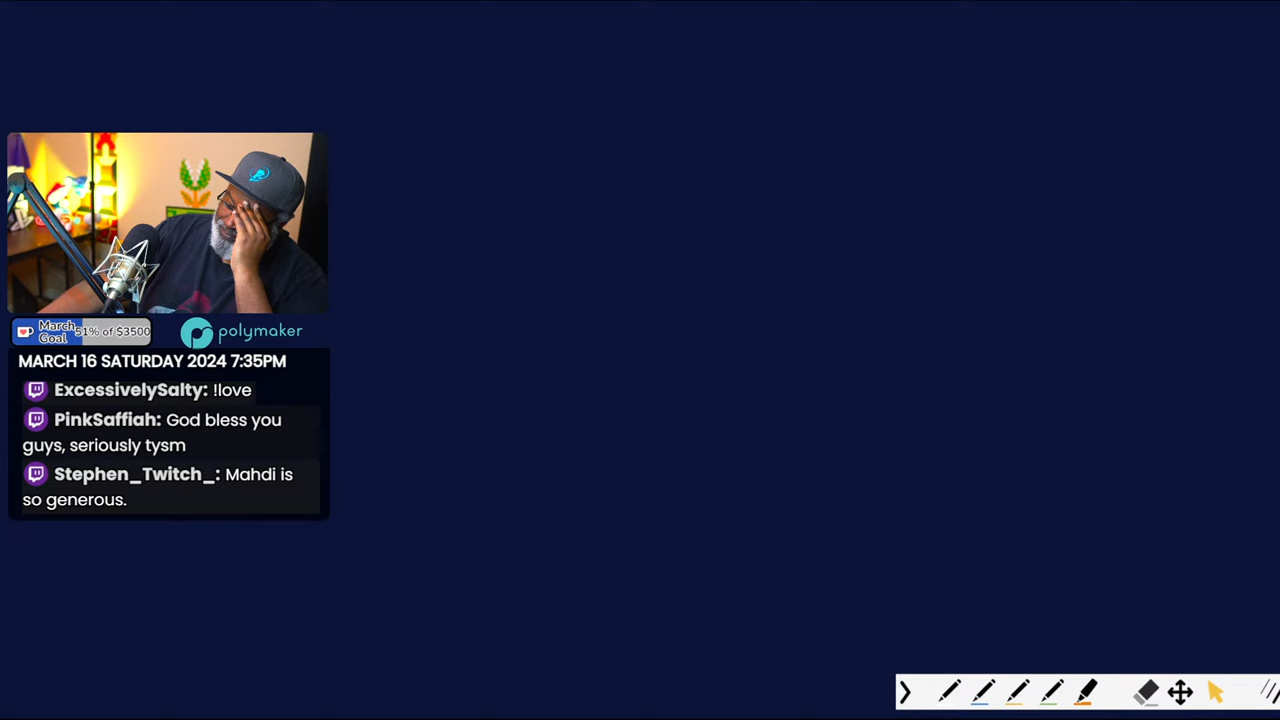 March
Goal
51% of $3500
polymaker
MARCH 16 SATURDAY 2024 7:35PM
ExcessivelySalty: !love
PinkSaffiah: God bless you
guys, seriously tysm
Stephen_Twitch_: Mahdi is
so generous.